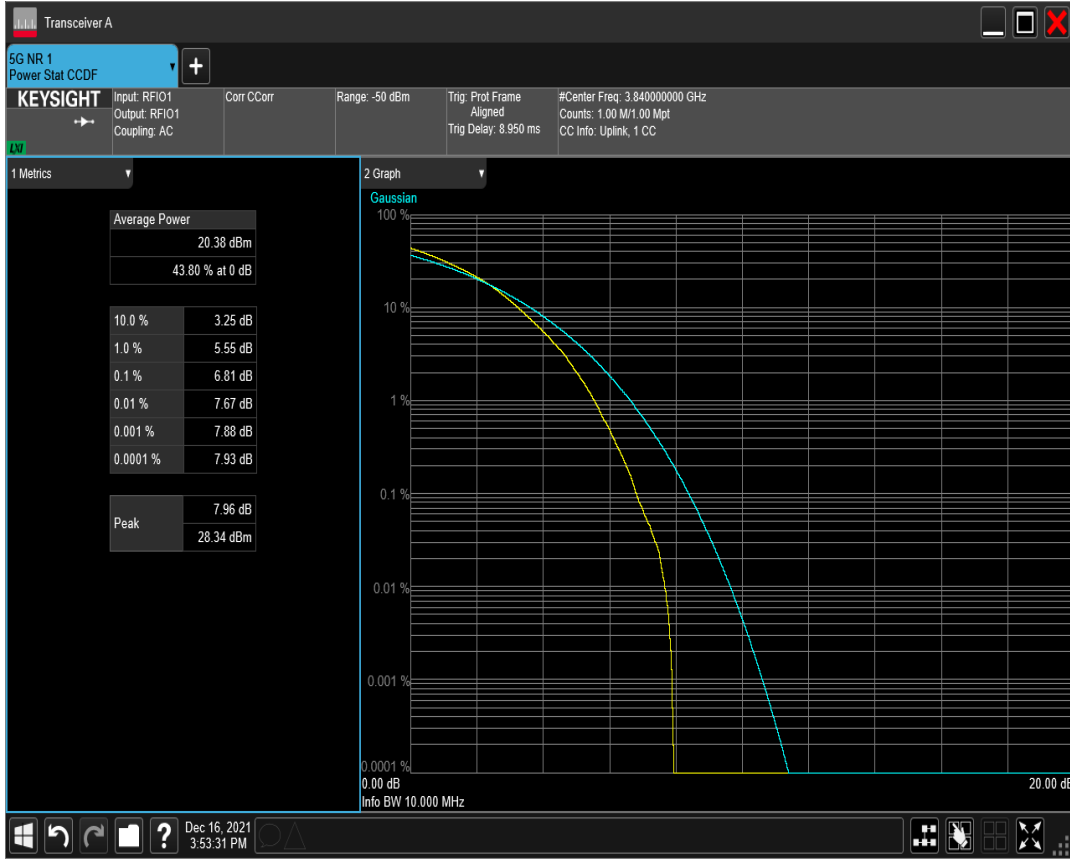 Transceiver A
5G NR 1
Power Stat CCDF
+
KEYSIGHT
LXI
Input: RFIO1
Output: RFIO1
Coupling: AC
Corr CCorr
Range: -50 dBm
Trig: Prot Frame
Aligned
Trig Delay: 8.950 ms
#Center Freq: 3.840000000 GHz
Counts: 1.00 M/1.00 Mpt
CC Info: Uplink, 1 CC
1 Metrics
Average Power
20.38 dBm
43.80 % at 0 dB
10.0 % 3.25 dB
1.0 % 5.55 dB
0.1 % 6.81 dB
0.01 % 7.67 dB
0.001 % 7.88 dB
0.0001 % 7.93 dB
Peak
7.96 dB
28.34 dBm
2 Graph
Gaussian
100 %
10 %
1 %
0.1 %
0.01 %
0.001 %
0.0001 %
0.00 dB 20.00 dB
Info BW 10.000 MHz
?
Dec 16, 2021
3:53:31 PM